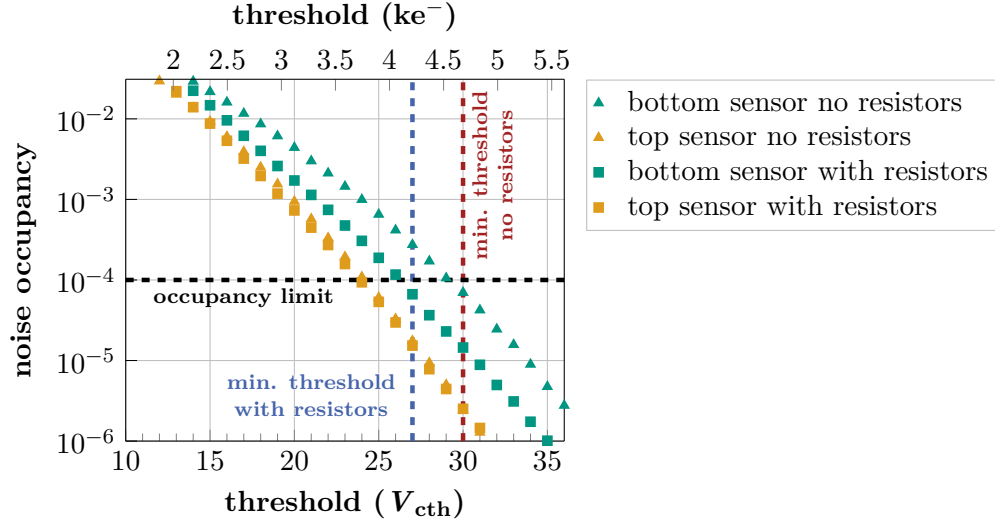 threshold (ke⁻)
2 2.5 3 3.5 4 4.5 5 5.5
10⁻²
10⁻³
10⁻⁴
10⁻⁵
10⁻⁶
noise occupancy
min. threshold
no resistors
occupancy limit
min. threshold
with resistors
10 15 20 25 30 35
threshold (V_cth)
bottom sensor no resistors
top sensor no resistors
bottom sensor with resistors
top sensor with resistors